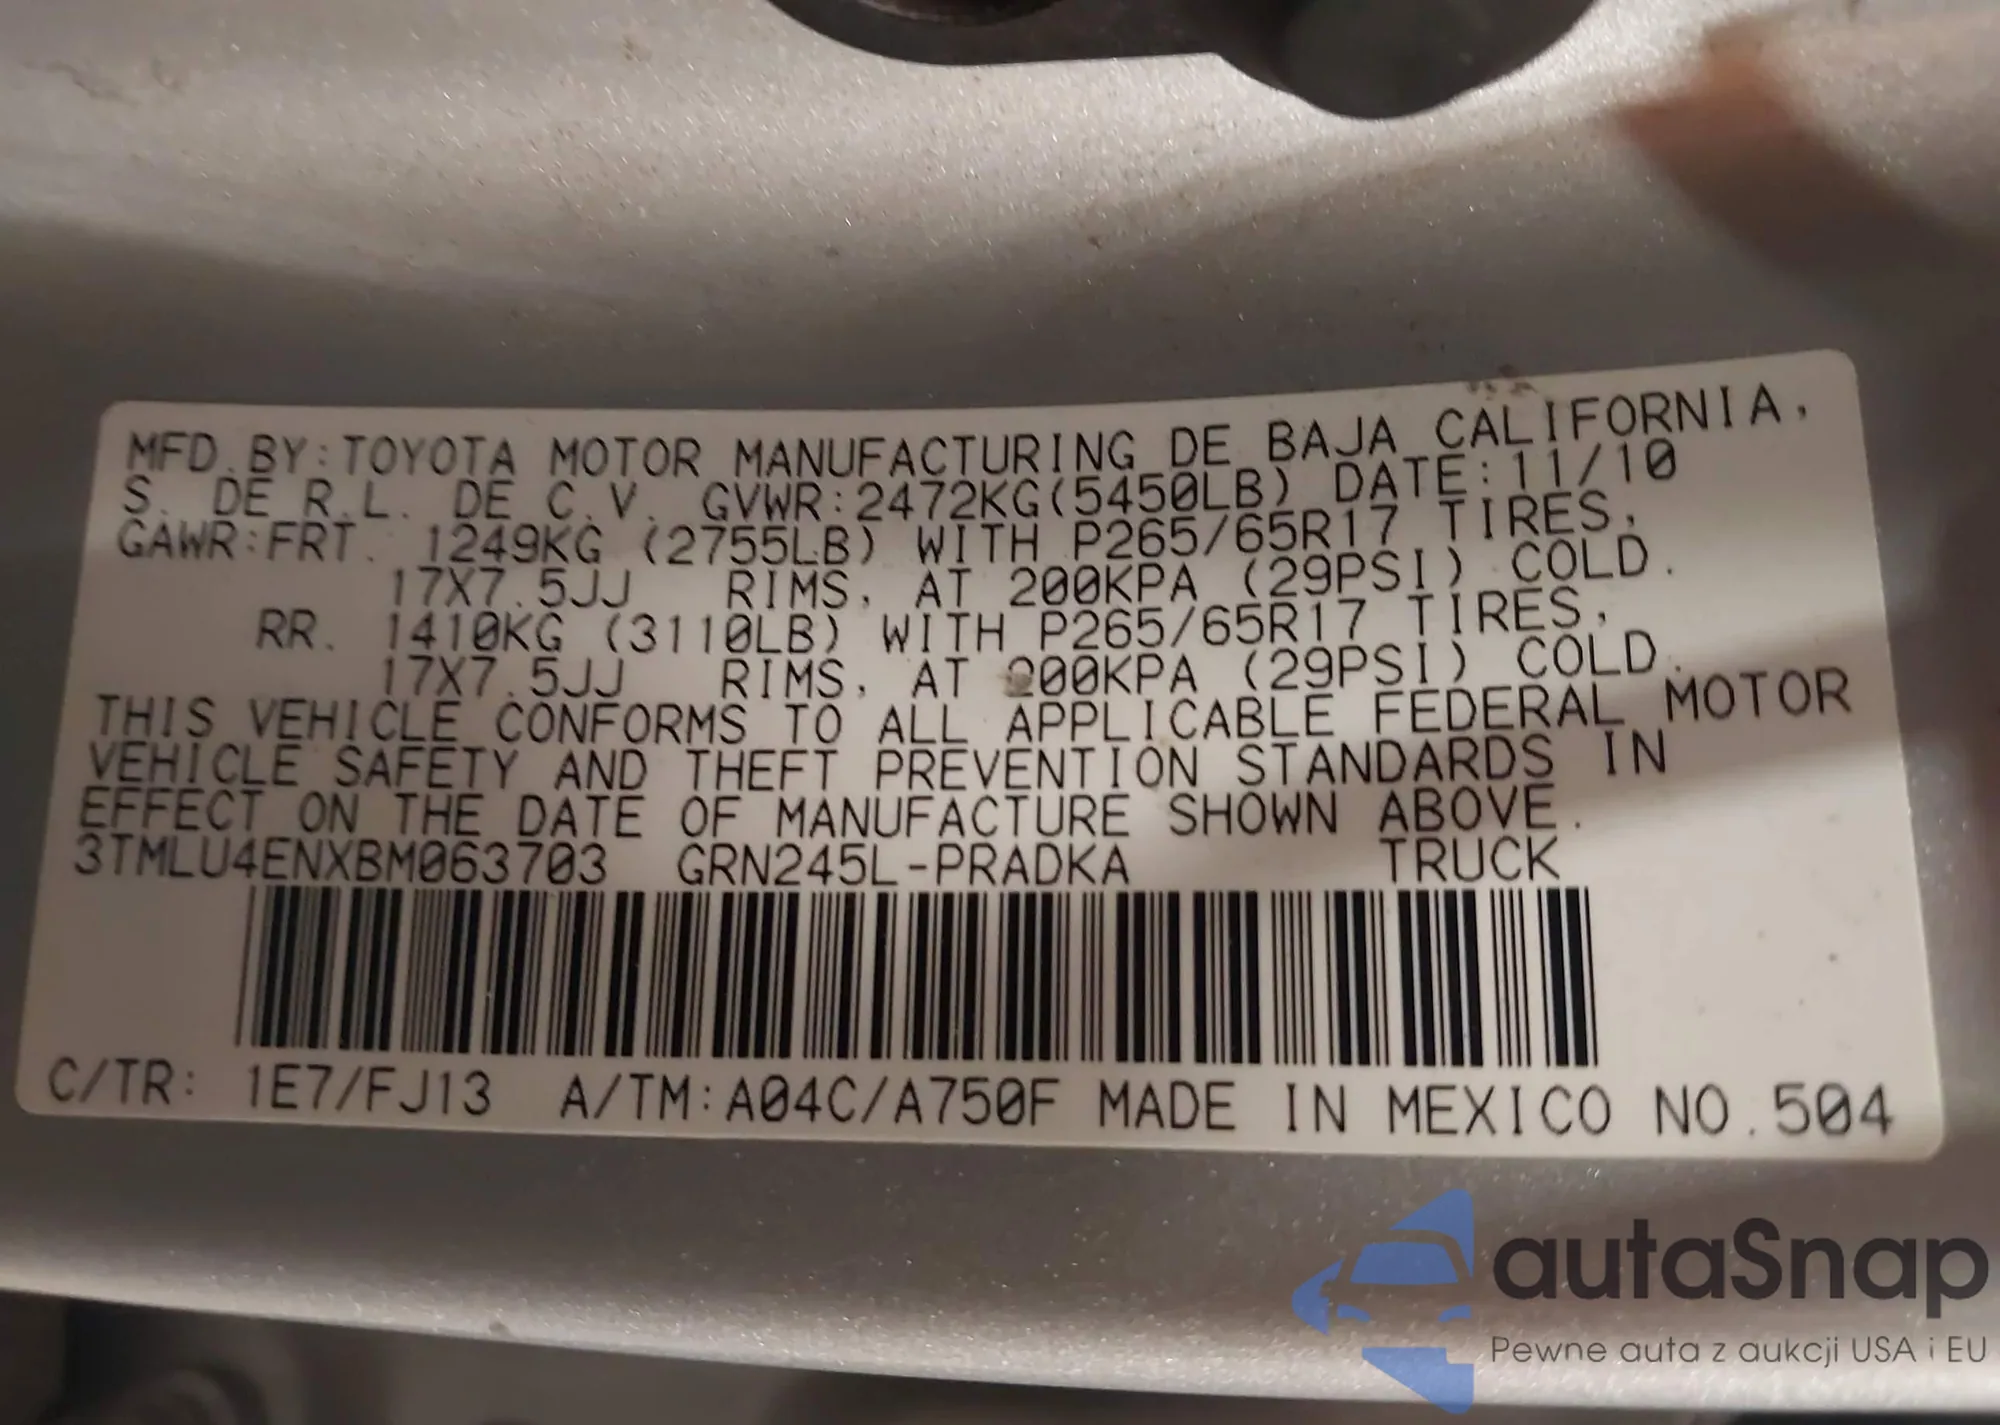 MFD.BY:TOYOTA MOTOR MANUFACTURING DE BAJA CALIFORNIA,
S. DE R.L. DE C.V. GVWR:2472KG(5450LB) DATE:11/10
GAWR:FRT. 1249KG (2755LB) WITH P265/65R17 TIRES,
17X7.5JJ RIMS, AT 200KPA (29PSI) COLD.
RR. 1410KG (3110LB) WITH P265/65R17 TIRES,
17X7.5JJ RIMS, AT 200KPA (29PSI) COLD.
THIS VEHICLE CONFORMS TO ALL APPLICABLE FEDERAL MOTOR
VEHICLE SAFETY AND THEFT PREVENTION STANDARDS IN
EFFECT ON THE DATE OF MANUFACTURE SHOWN ABOVE.
3TMLU4ENXBM063703 GRN245L-PRADKA TRUCK
C/TR: 1E7/FJ13 A/TM:A04C/A750F MADE IN MEXICO NO.504
autaSnap
Pewne auta z aukcji USA i EU